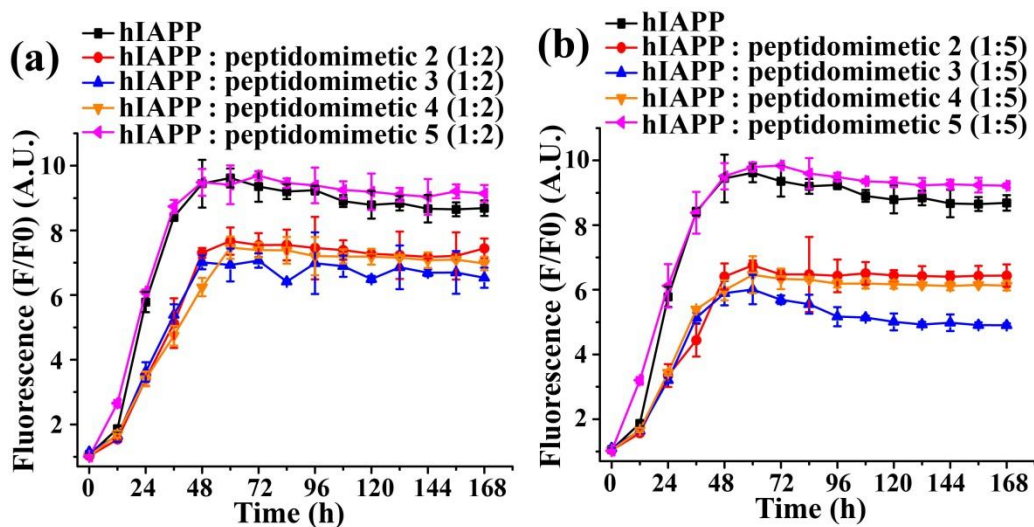 (a)
hIAPP
hIAPP : peptidomimetic 2 (1:2)
hIAPP : peptidomimetic 3 (1:2)
hIAPP : peptidomimetic 4 (1:2)
hIAPP : peptidomimetic 5 (1:2)
Fluorescence (F/F0) (A.U.)
10
8
6
4
2
0 24 48 72 96 120 144 168
Time (h)
(b)
hIAPP
hIAPP : peptidomimetic 2 (1:5)
hIAPP : peptidomimetic 3 (1:5)
hIAPP : peptidomimetic 4 (1:5)
hIAPP : peptidomimetic 5 (1:5)
Fluorescence (F/F0) (A.U.)
10
8
6
4
2
0 24 48 72 96 120 144 168
Time (h)